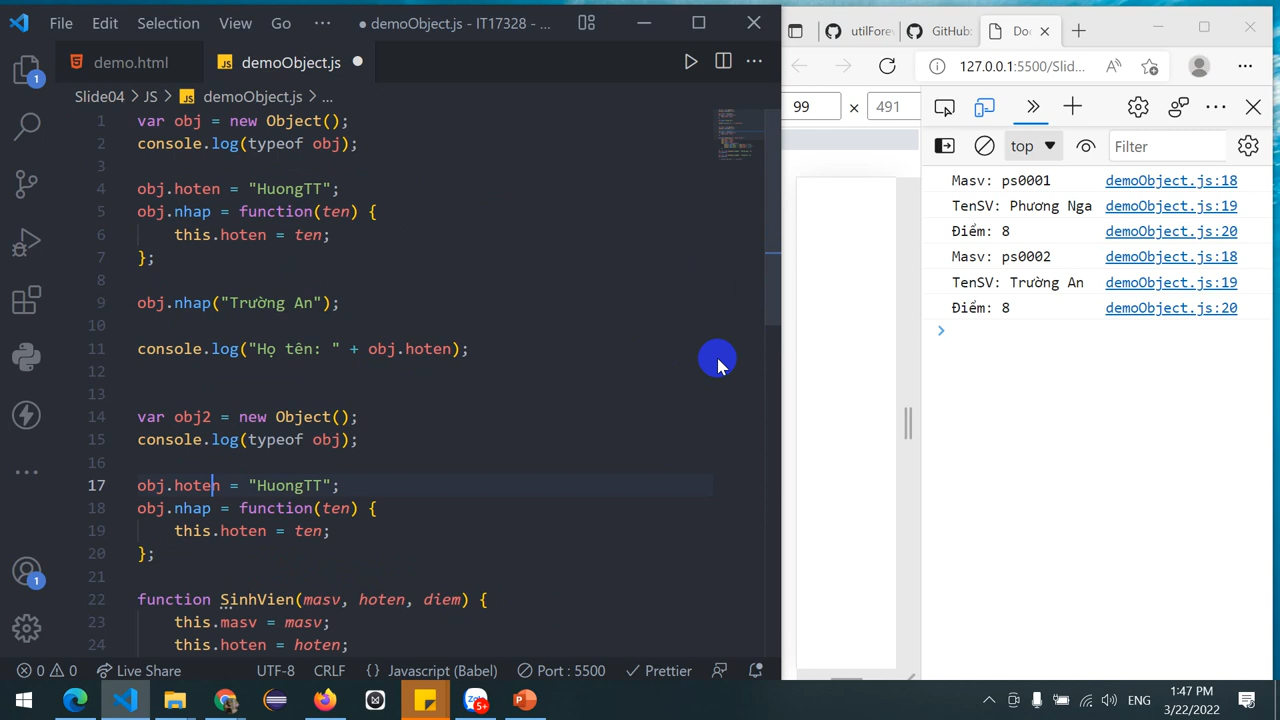 File Edit Selection View Go ··· ● demoObject.js - IT17328 - ...
demo.html
JS demoObject.js ●
Slide04 > JS > JS demoObject.js > ...
1 var obj = new Object();
2 console.log(typeof obj);
3
4 obj.hoten = "HuongTT";
5 obj.nhap = function(ten) {
6 this.hoten = ten;
7 };
8
9 obj.nhap("Trường An");
10
11 console.log("Họ tên: " + obj.hoten);
12
13
14 var obj2 = new Object();
15 console.log(typeof obj);
16
17 obj.hoten = "HuongTT";
18 obj.nhap = function(ten) {
19 this.hoten = ten;
20 };
21
22 function SinhVien(masv, hoten, diem) {
23 this.masv = masv;
24 this.hoten = hoten;
1
1
0 0 Live Share UTF-8 CRLF {} Javascript (Babel) Port : 5500 Prettier
utilFore
GitHub:
Doc
127.0.0.1:5500/Slid...
99 × 491
top Filter
Masv: ps0001 demoObject.js:18
TenSV: Phương Nga demoObject.js:19
Điểm: 8 demoObject.js:20
Masv: ps0002 demoObject.js:18
TenSV: Trường An demoObject.js:19
Điểm: 8 demoObject.js:20
Zalo 5+
ENG
1:47 PM
3/22/2022